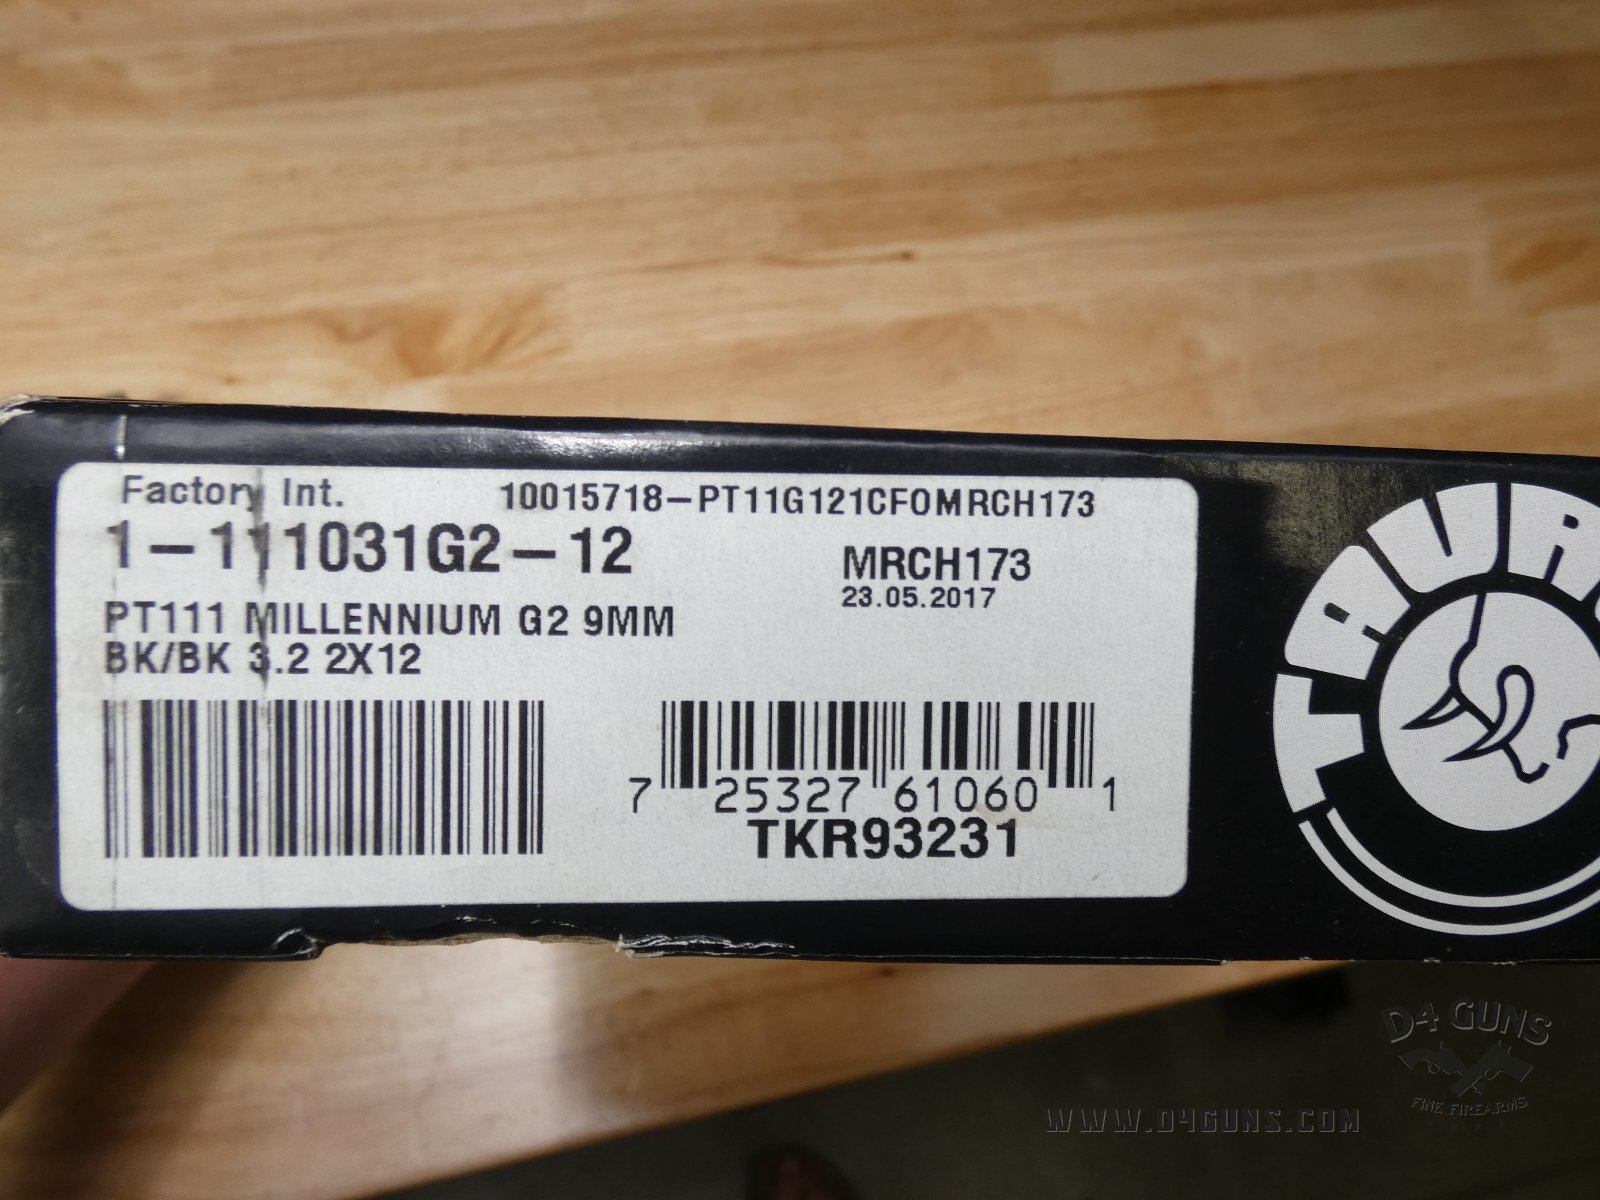 Factory Int.
10015718-PT11G121CFOMRCH173
1-111031G2-12
MRCH173
23.05.2017
PT111 MILLENNIUM G2 9MM
BK/BK 3.2 2X12
7 25327 61060 1
TKR93231
D4 GUNS
FINE FIREARMS
WWW.D4GUNS.COM